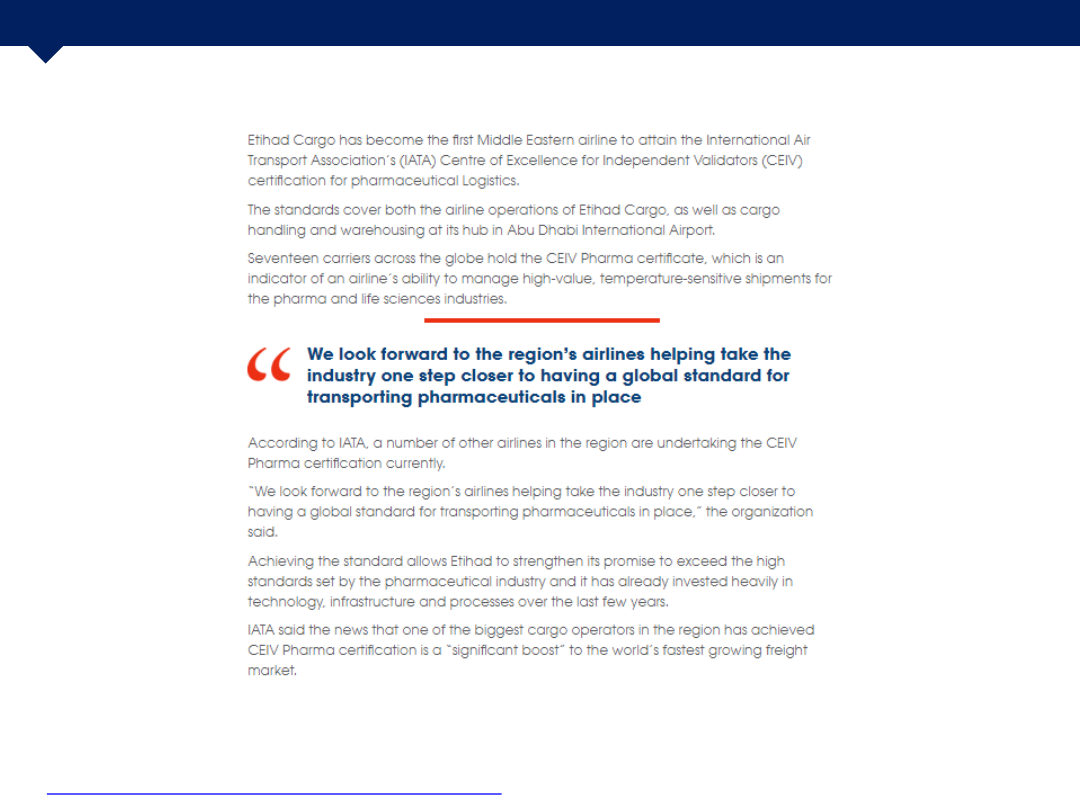 Etihad Cargo has become the first Middle Eastern airline to attain the International Air
Transport Association's (IATA) Centre of Excellence for Independent Validators (CEIV)
certification for pharmaceutical Logistics.
The standards cover both the airline operations of Etihad Cargo, as well as cargo
handling and warehousing at its hub in Abu Dhabi International Airport.
Seventeen carriers across the globe hold the CEIV Pharma certificate, which is an
indicator of an airline's ability to manage high-value, temperature-sensitive shipments for
the pharma and life sciences industries.
“ We look forward to the region's airlines helping take the
industry one step closer to having a global standard for
transporting pharmaceuticals in place
According to IATA, a number of other airlines in the region are undertaking the CEIV
Pharma certification currently.
“We look forward to the region's airlines helping take the industry one step closer to
having a global standard for transporting pharmaceuticals in place,” the organization
said.
Achieving the standard allows Etihad to strengthen its promise to exceed the high
standards set by the pharmaceutical industry and it has already invested heavily in
technology, infrastructure and processes over the last few years.
IATA said the news that one of the biggest cargo operators in the region has achieved
CEIV Pharma certification is a “significant boost” to the world's fastest growing freight
market.